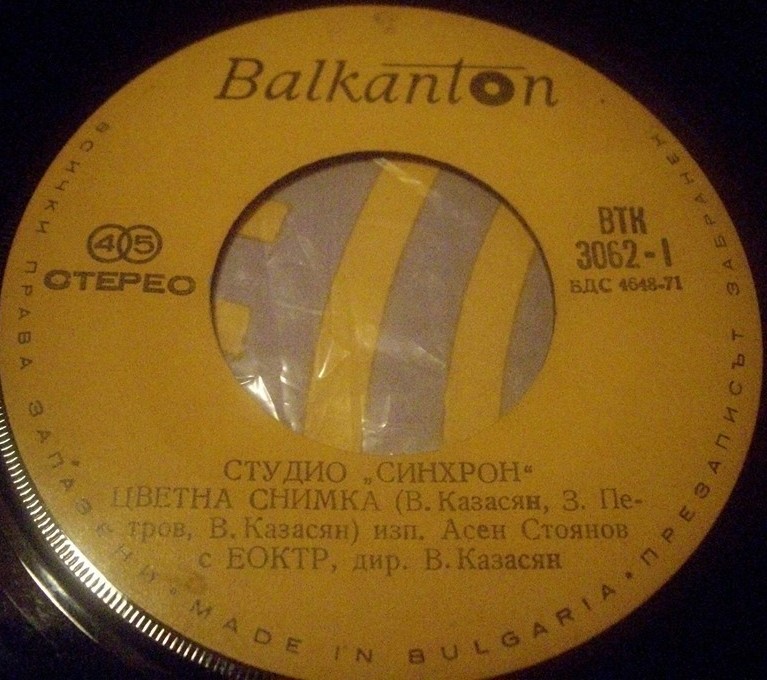 Balkanton
45
СТЕРЕО
ВТК
3062-I
БДС 4648-71
СТУДИО „СИНХРОН“
ЦВЕТНА СНИМКА (В. Казасян, З. Пе-
тров, В. Казасян) изп. Асен Стоянов
с ЕОКТР, дир. В. Казасян
ВСИЧКИ ПРАВА ЗАПАЗЕНИ • MADE IN BULGARIA • ПРЕЗАПИСЪТ ЗАБРАНЕН